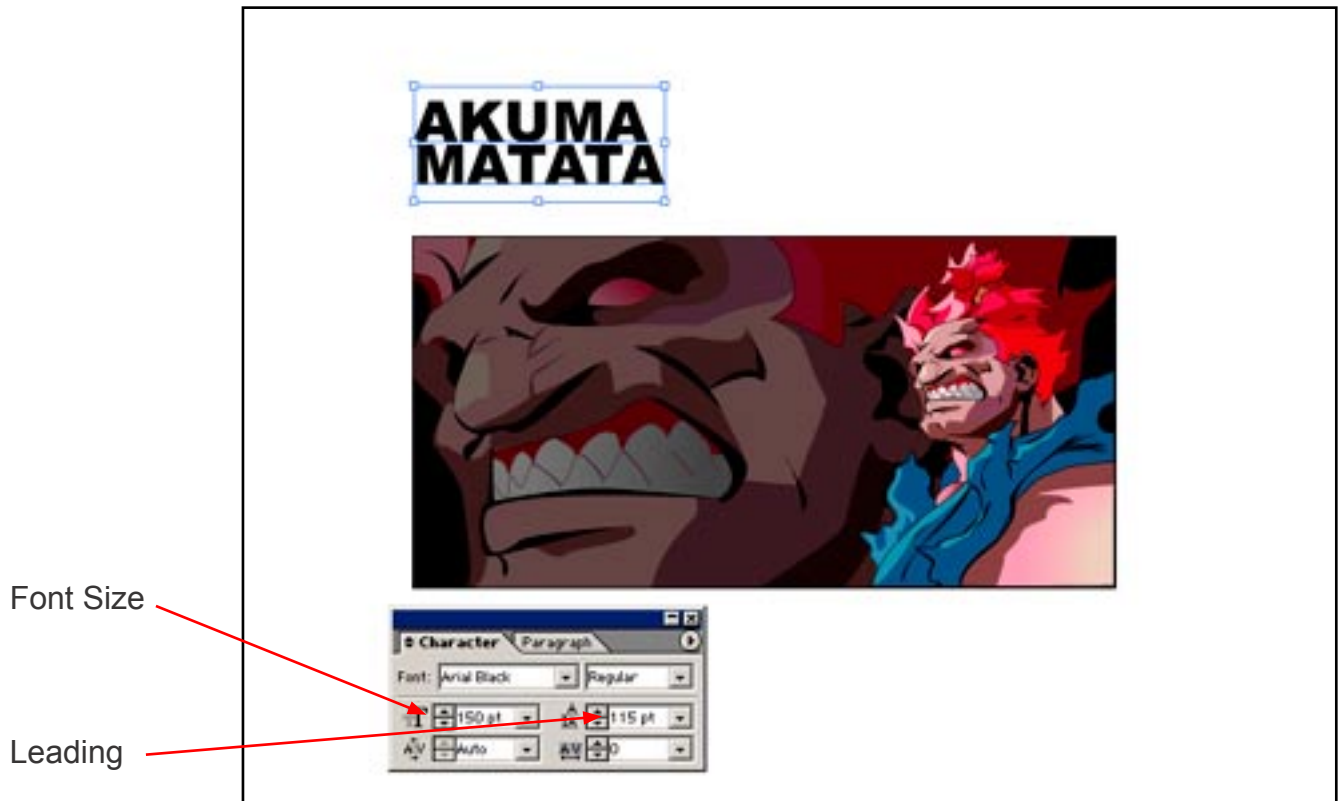 AKUMA
MATATA
Font Size
Character Paragraph
Font: Arial Black Regular
150 pt 115 pt
Leading
Auto 0